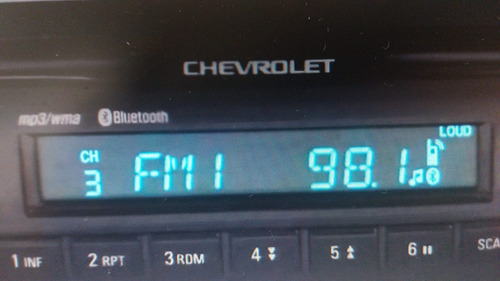 CHEVROLET
mp3/wma Bluetooth
LOUD
CH 3 FM1 98.1
1 INF 2 RPT 3 RDM 4 5 6 SCA